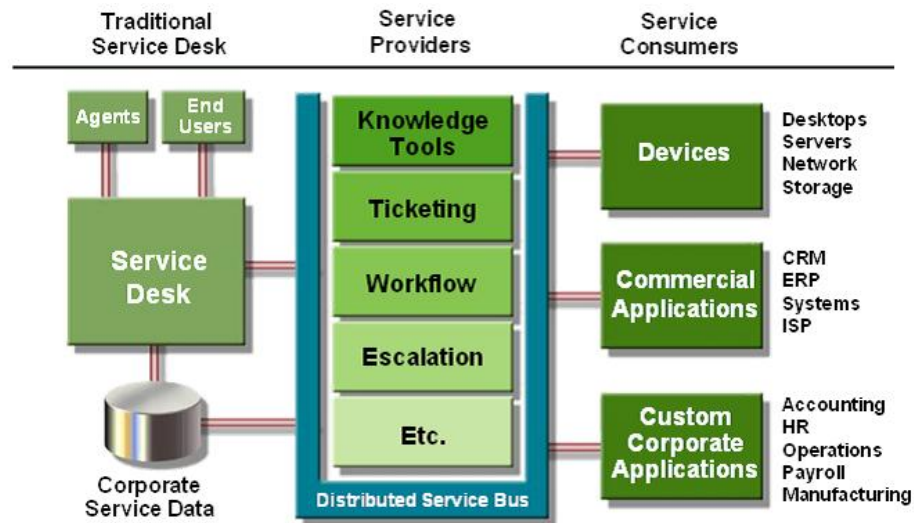 Traditional
Service Desk
Service
Providers
Service
Consumers
Agents
End
Users
Service
Desk
Corporate
Service Data
Knowledge
Tools
Ticketing
Workflow
Escalation
Etc.
Distributed Service Bus
Devices
Desktops
Servers
Network
Storage
Commercial
Applications
CRM
ERP
Systems
ISP
Custom
Corporate
Applications
Accounting
HR
Operations
Payroll
Manufacturing